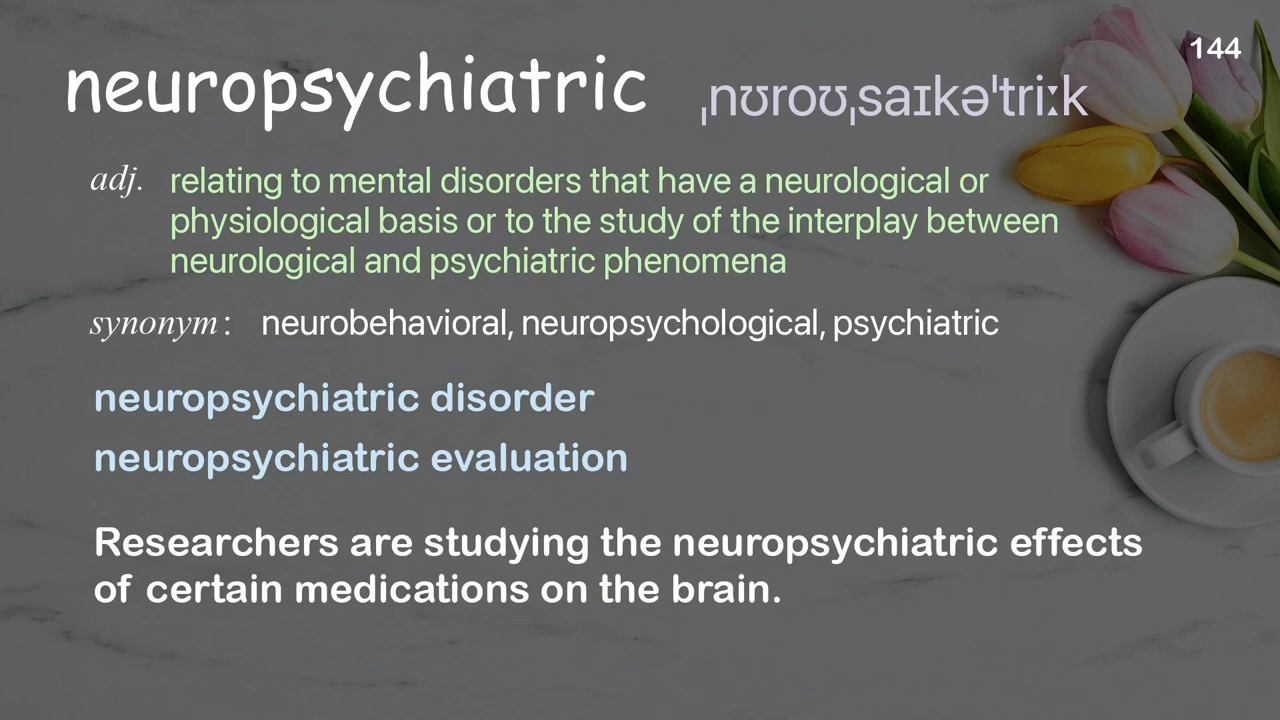 144
neuropsychiatric ˌnʊroʊˌsaɪkəˈtriːk
adj. relating to mental disorders that have a neurological or
physiological basis or to the study of the interplay between
neurological and psychiatric phenomena
synonym: neurobehavioral, neuropsychological, psychiatric
neuropsychiatric disorder
neuropsychiatric evaluation
Researchers are studying the neuropsychiatric effects
of certain medications on the brain.